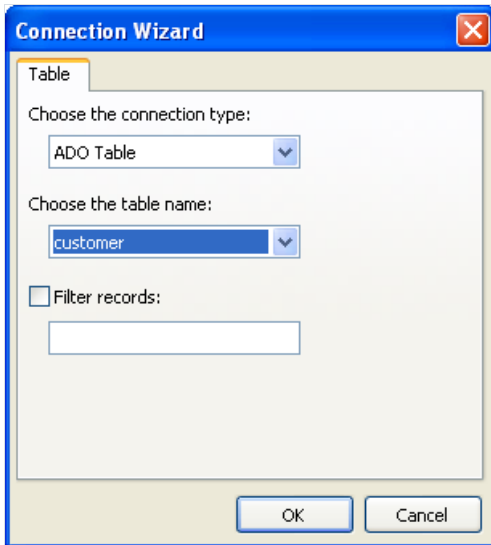 Connection Wizard
Table
Choose the connection type:
ADO Table
Choose the table name:
customer
Filter records:
OK
Cancel